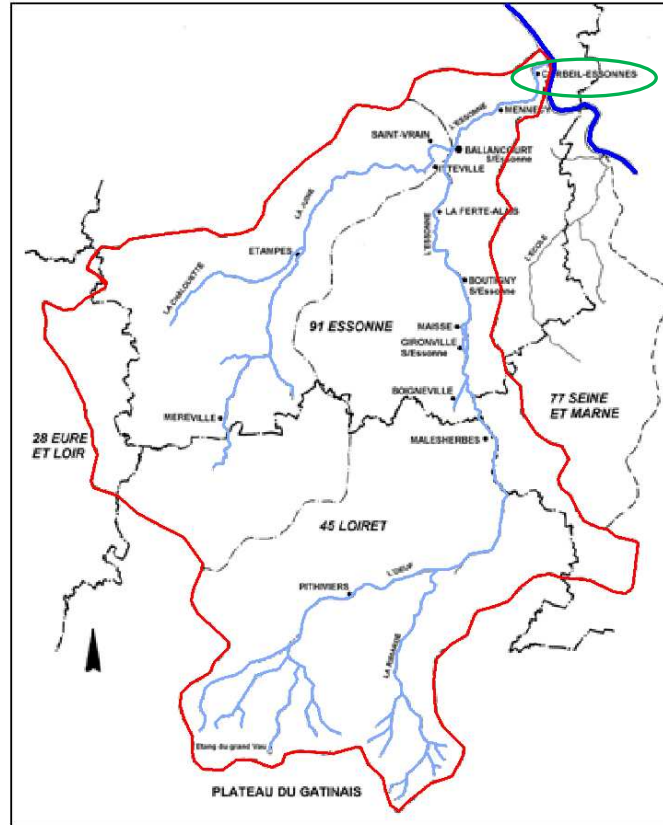 CORBEIL-ESSONNES
L'ESSONNE
MENNECY
SAINT-VRAIN
BALLANCOURT
S/Essonne
ITTEVILLE
LA JUINE
LA FERTE-ALAIS
L'ESSONNE
L'ECOLE
ETAMPES
LA CHALOUETTE
BOUTIGNY
S/Essonne
91 ESSONNE
MAISSE
GIRONVILLE
S/Essonne
BOIGNEVILLE
77 SEINE
ET MARNE
MEREVILLE
28 EURE
ET LOIR
MALESHERBES
45 LOIRET
L'OEUF
PITHIVIERS
LA RIMARDE
Etang du grand Vau
PLATEAU DU GATINAIS